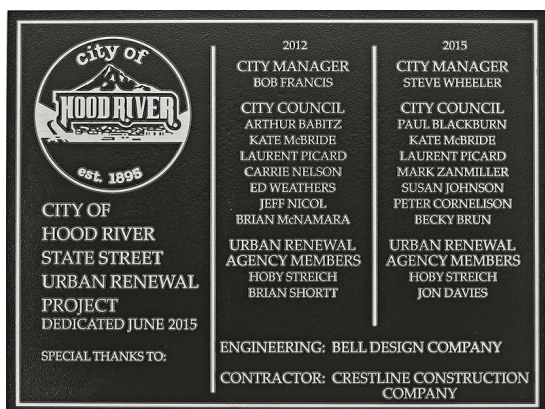 city of
HOOD RIVER
est. 1895
CITY OF
HOOD RIVER
STATE STREET
URBAN RENEWAL
PROJECT
DEDICATED JUNE 2015
SPECIAL THANKS TO:
2012
CITY MANAGER
BOB FRANCIS
CITY COUNCIL
ARTHUR BABITZ
KATE McBRIDE
LAURENT PICARD
CARRIE NELSON
ED WEATHERS
JEFF NICOL
BRIAN McNAMARA
URBAN RENEWAL
AGENCY MEMBERS
HOBY STREICH
BRIAN SHORTT
2015
CITY MANAGER
STEVE WHEELER
CITY COUNCIL
PAUL BLACKBURN
KATE McBRIDE
LAURENT PICARD
MARK ZANMILLER
SUSAN JOHNSON
PETER CORNELISON
BECKY BRUN
URBAN RENEWAL
AGENCY MEMBERS
HOBY STREICH
JON DAVIES
ENGINEERING: BELL DESIGN COMPANY
CONTRACTOR: CRESTLINE CONSTRUCTION
COMPANY